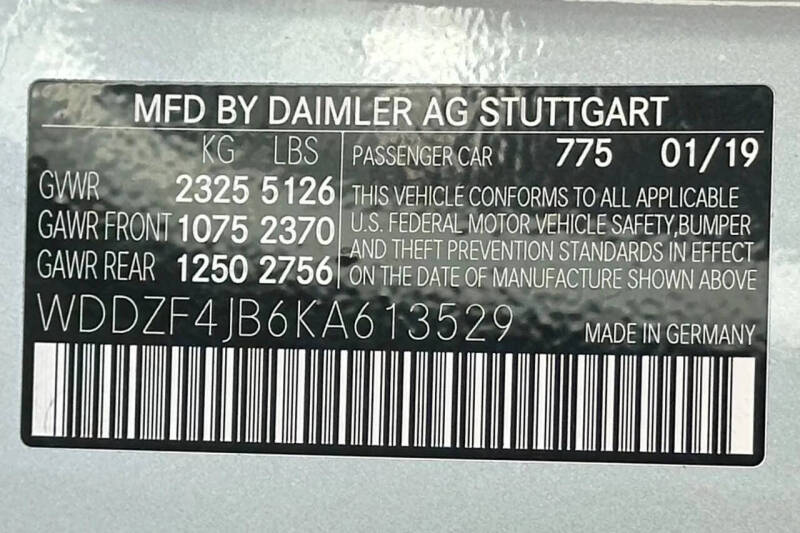 MFD BY DAIMLER AG STUTTGART
KG LBS
GVWR 2325 5126
GAWR FRONT 1075 2370
GAWR REAR 1250 2756
PASSENGER CAR 775 01/19
THIS VEHICLE CONFORMS TO ALL APPLICABLE
U.S. FEDERAL MOTOR VEHICLE SAFETY,BUMPER
AND THEFT PREVENTION STANDARDS IN EFFECT
ON THE DATE OF MANUFACTURE SHOWN ABOVE
WDDZF4JB6KA613529
MADE IN GERMANY